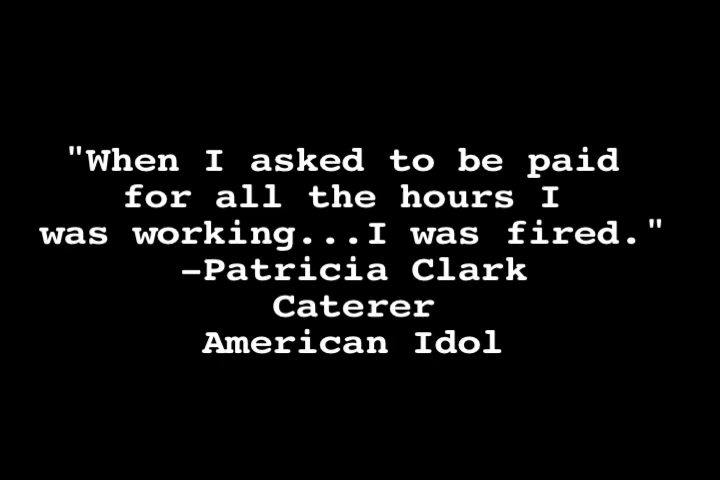 "When I asked to be paid
for all the hours I
was working...I was fired."
-Patricia Clark
Caterer
American Idol